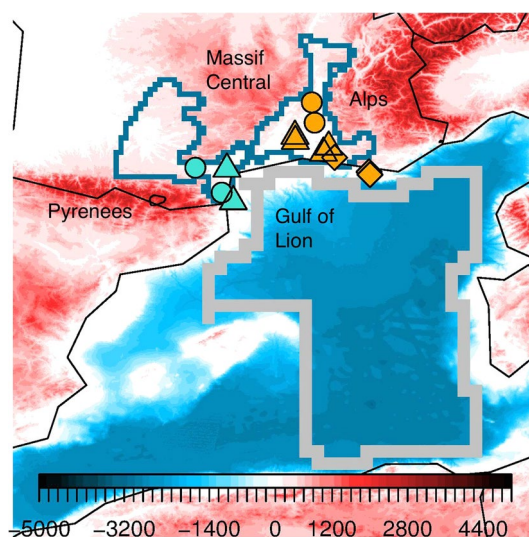 Massif
Central
Alps
Pyrenees
Gulf of
Lion
−5000 −3200 −1400 0 1200 2800 4400